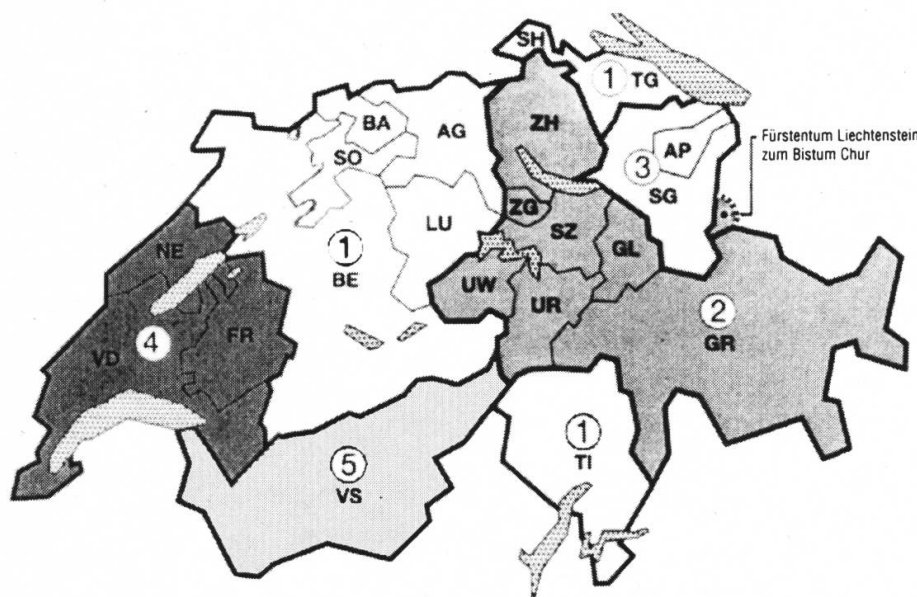 SH
1 TG
BA
AG
ZH
SO
3
AP
SG
Fürstentum Liechtenstein
zum Bistum Chur
LU
ZG
SZ
GL
NE
1
BE
UW
UR
2
GR
VD
4
FR
1
TI
5
VS